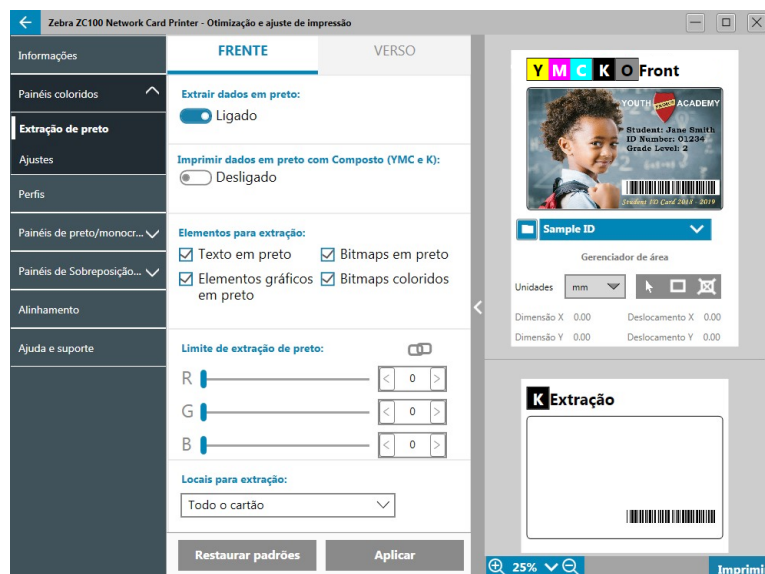 Zebra ZC100 Network Card Printer - Otimização e ajuste de impressão
Informações
Painéis coloridos
Extração de preto
Ajustes
Perfis
Painéis de preto/monocr...
Painéis de Sobreposição...
Alinhamento
Ajuda e suporte
FRENTE
VERSO
Extrair dados em preto:
Ligado
Imprimir dados em preto com Composto (YMC e K):
Desligado
Elementos para extração:
Texto em preto
Bitmaps em preto
Elementos gráficos
em preto
Bitmaps coloridos
Limite de extração de preto:
R 0
G 0
B 0
Locais para extração:
Todo o cartão
Restaurar padrões
Aplicar
Y M C K O Front
YOUTH ACADEMY
Student: Jane Smith
ID Number: 01234
Grade Level: 2
Student ID Card 2018 - 2019
Sample ID
Gerenciador de área
Unidades mm
Dimensão X 0.00 Deslocamento X 0.00
Dimensão Y 0.00 Deslocamento Y 0.00
K Extração
25%
Imprimi